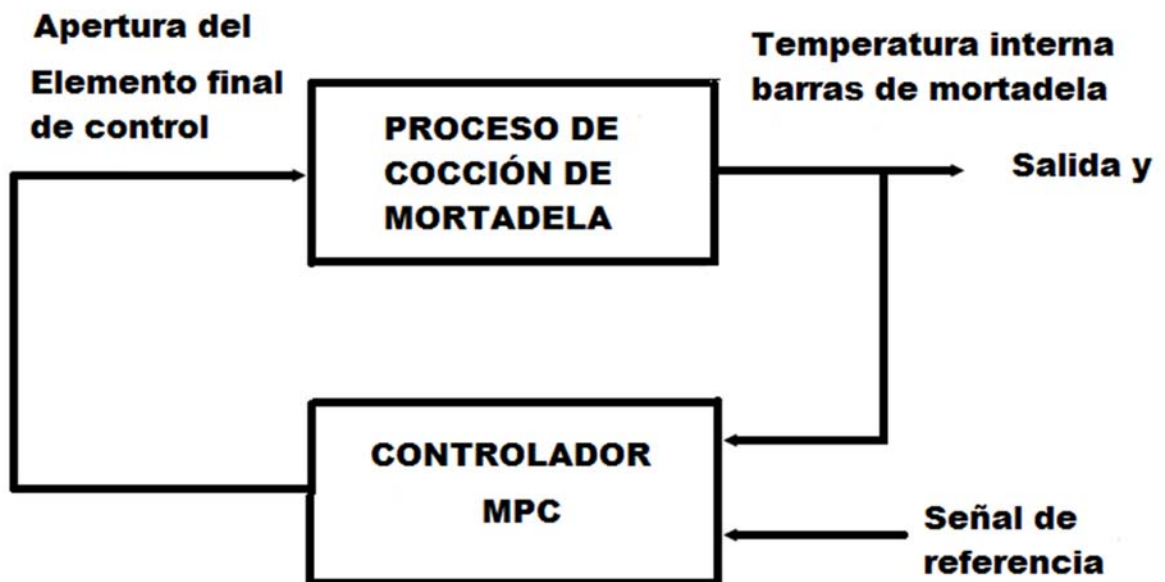 Apertura del
Elemento final
de control
PROCESO DE
COCCIÓN DE
MORTADELA
Temperatura interna
barras de mortadela
Salida y
CONTROLADOR
MPC
Señal de
referencia